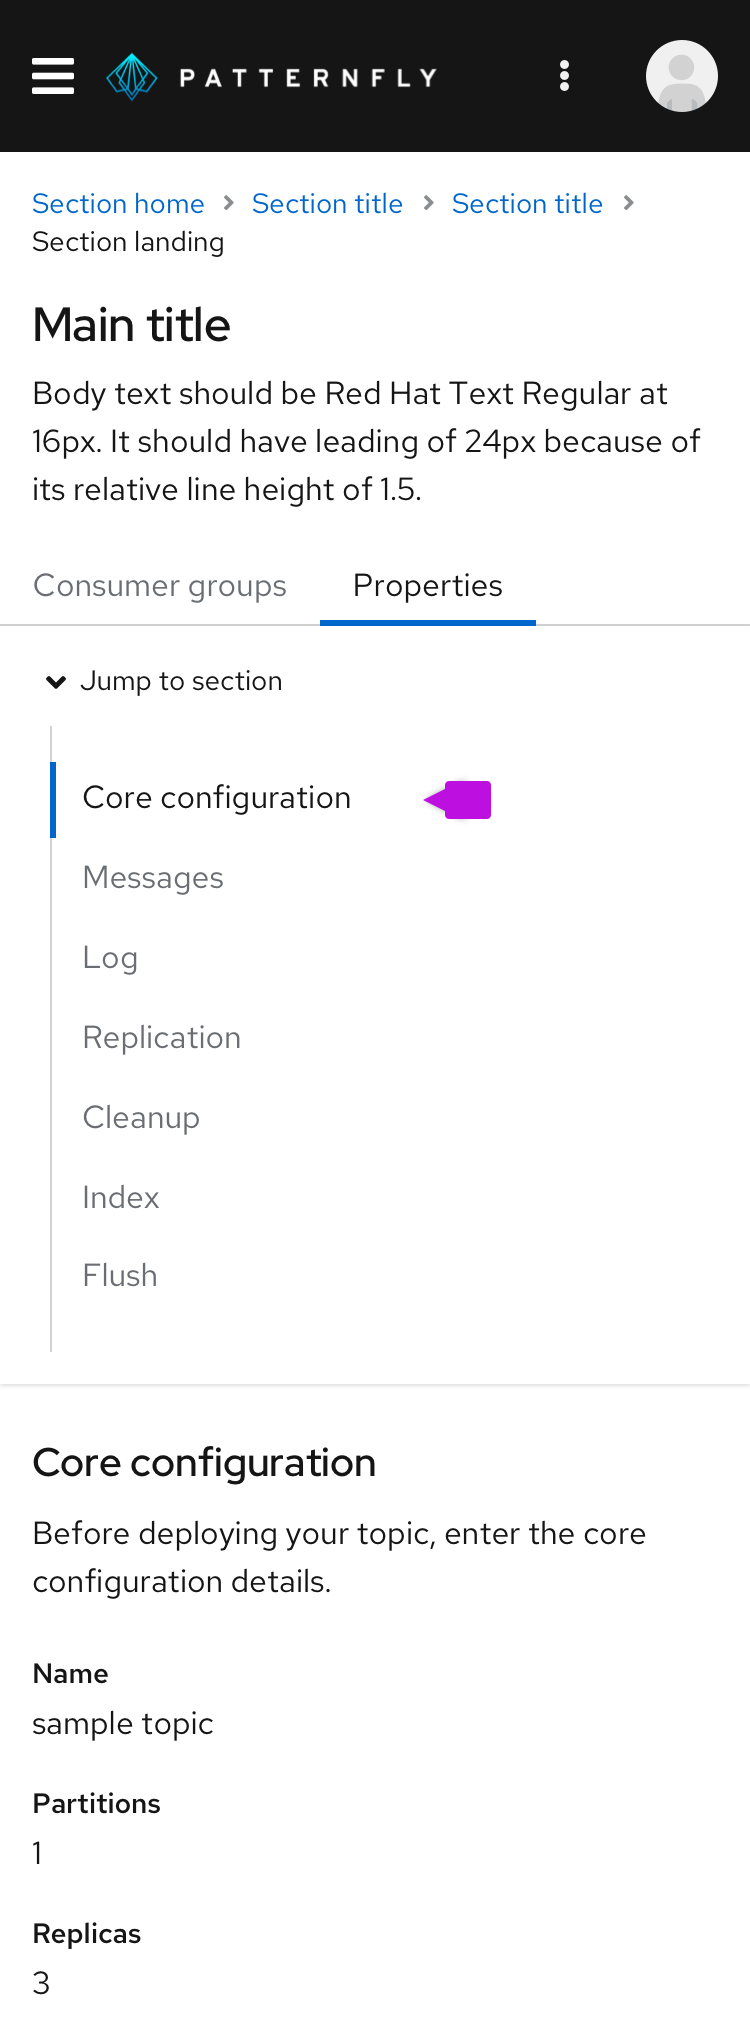 PATTERNFLY
Section home > Section title > Section title >
Section landing
Main title
Body text should be Red Hat Text Regular at
16px. It should have leading of 24px because of
its relative line height of 1.5.
Consumer groups Properties
Jump to section
Core configuration
Messages
Log
Replication
Cleanup
Index
Flush
Core configuration
Before deploying your topic, enter the core
configuration details.
Name
sample topic
Partitions
1
Replicas
3